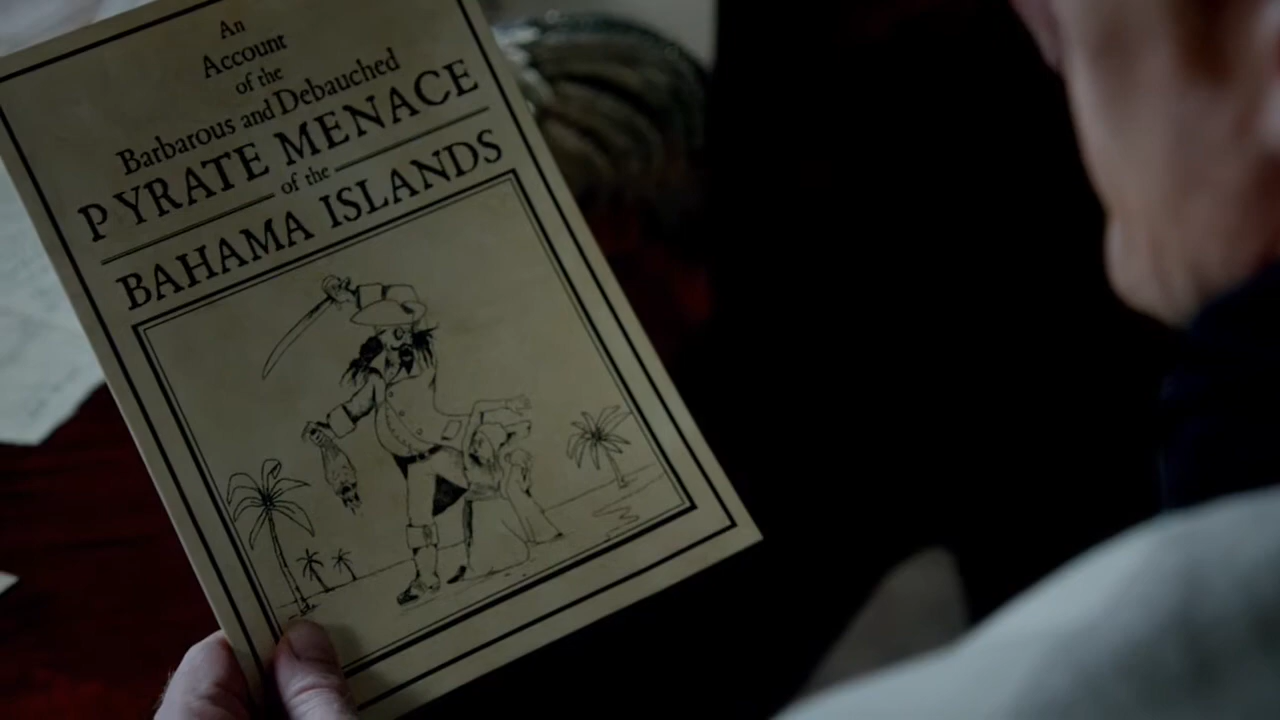 An
Account
of the
Barbarous and Debauched
PYRATE MENACE
of the
BAHAMA ISLANDS